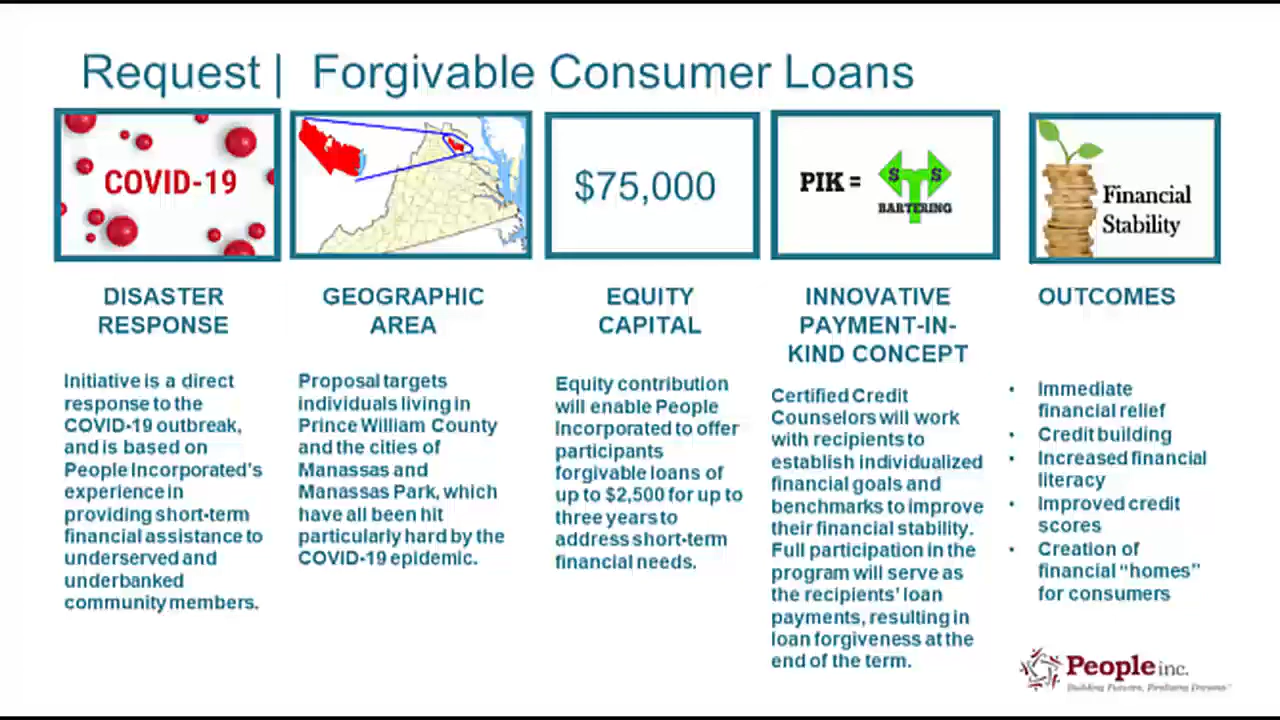 Request | Forgivable Consumer Loans
COVID-19
$75,000
PIK =
$ $
BARTERING
Financial
Stability
DISASTER
RESPONSE
Initiative is a direct
response to the
COVID-19 outbreak,
and is based on
People Incorporated's
experience in
providing short-term
financial assistance to
underserved and
underbanked
community members.
GEOGRAPHIC
AREA
Proposal targets
individuals living in
Prince William County
and the cities of
Manassas and
Manassas Park, which
have all been hit
particularly hard by the
COVID-19 epidemic.
EQUITY
CAPITAL
Equity contribution
will enable People
Incorporated to offer
participants
forgivable loans of
up to $2,500 for up to
three years to
address short-term
financial needs.
INNOVATIVE
PAYMENT-IN-
KIND CONCEPT
Certified Credit
Counselors will work
with recipients to
establish individualized
financial goals and
benchmarks to improve
their financial stability.
Full participation in the
program will serve as
the recipients' loan
payments, resulting in
loan forgiveness at the
end of the term.
OUTCOMES
• Immediate
financial relief
• Credit building
• Increased financial
literacy
• Improved credit
scores
• Creation of
financial “homes”
for consumers
People inc.
Building Futures, Realizing Dreams